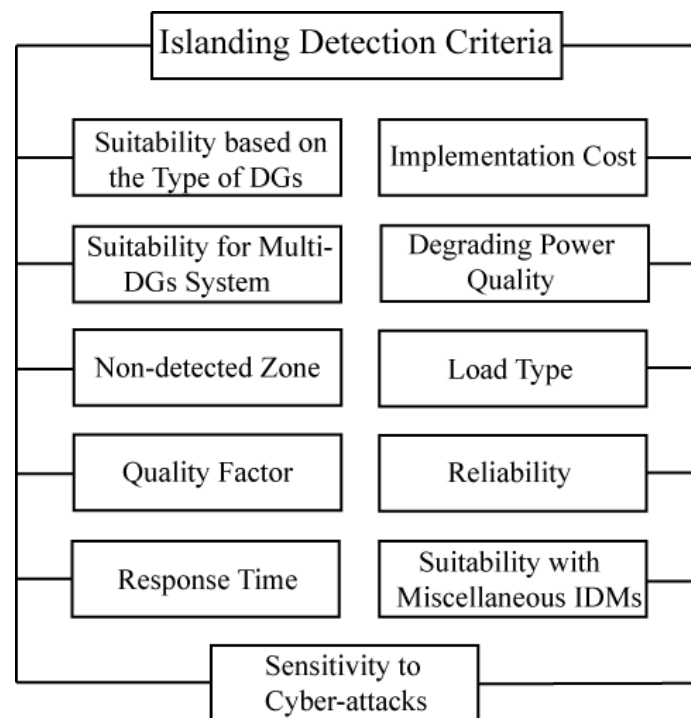 Islanding Detection Criteria
Suitability based on
the Type of DGs
Implementation Cost
Suitability for Multi-
DGs System
Degrading Power
Quality
Non-detected Zone
Load Type
Quality Factor
Reliability
Response Time
Suitability with
Miscellaneous IDMs
Sensitivity to
Cyber-attacks